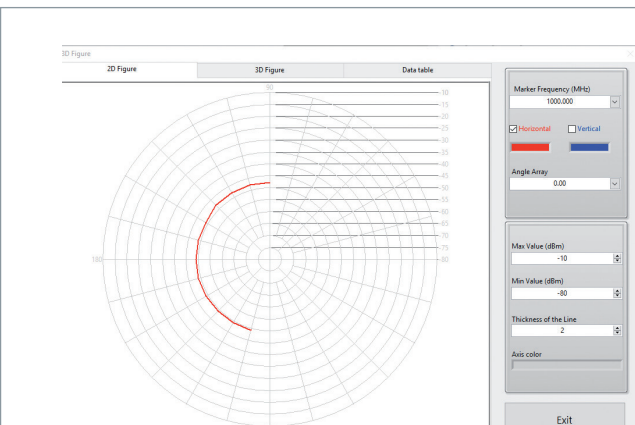 3D Figure
2D Figure
3D Figure
Data table
90
-10
-15
-20
-25
-30
-35
-40
-45
-50
-55
-60
-65
-70
-75
-80
180
Marker Frequency (MHz)
1000.000
Horizontal
Vertical
Angle Array
0.00
Max Value (dBm)
-10
Min Value (dBm)
-80
Thickness of the Line
2
Axis color
Exit